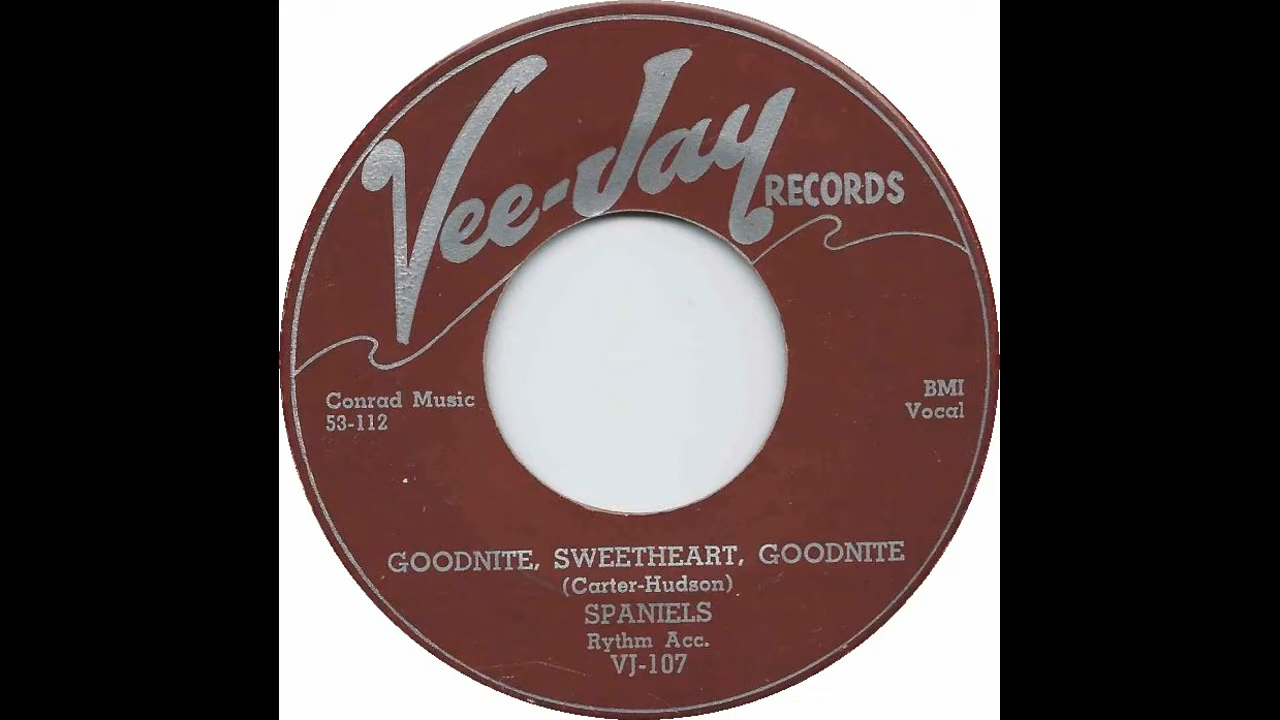 Vee-Jay
RECORDS
Conrad Music
53-112
BMI
Vocal
GOODNITE, SWEETHEART, GOODNITE
(Carter-Hudson)
SPANIELS
Rythm Acc.
VJ-107